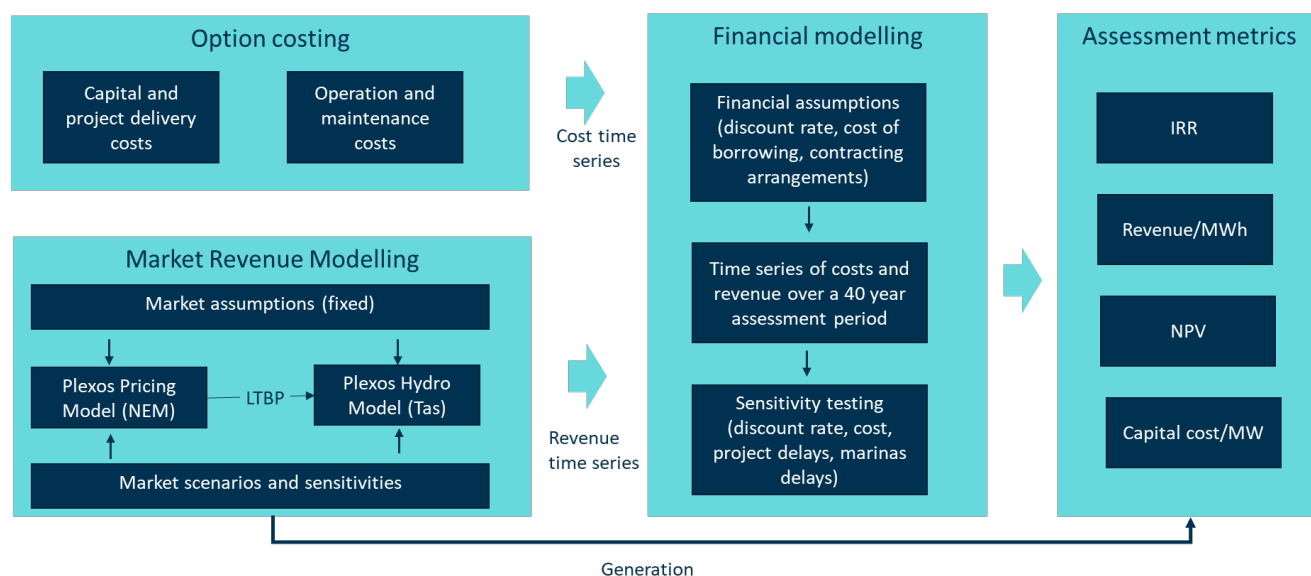 Option costing
Capital and
project delivery
costs
Operation and
maintenance
costs
Cost time
series
Market Revenue Modelling
Market assumptions (fixed)
Plexos Pricing
Model (NEM)
LTBP
Plexos Hydro
Model (Tas)
Market scenarios and sensitivities
Revenue
time series
Financial modelling
Financial assumptions
(discount rate, cost of
borrowing, contracting
arrangements)
Time series of costs and
revenue over a 40 year
assessment period
Sensitivity testing
(discount rate, cost,
project delays, marinas
delays)
Assessment metrics
IRR
Revenue/MWh
NPV
Capital cost/MW
Generation